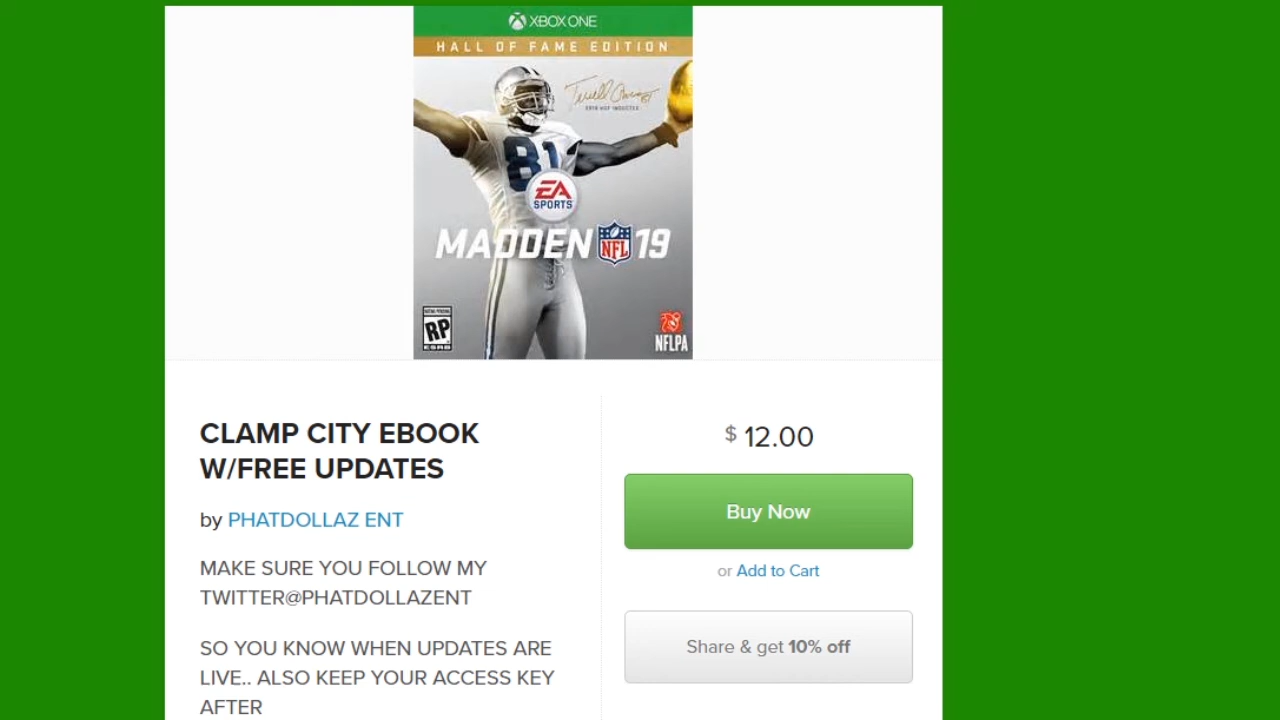 XBOX ONE
HALL OF FAME EDITION
81
EA
SPORTS
MADDEN NFL 19
RP
ESRB
NFLPA
CLAMP CITY EBOOK
W/FREE UPDATES
by PHATDOLLAZ ENT
MAKE SURE YOU FOLLOW MY
TWITTER@PHATDOLLAZENT
SO YOU KNOW WHEN UPDATES ARE
LIVE.. ALSO KEEP YOUR ACCESS KEY
AFTER
$ 12.00
Buy Now
or Add to Cart
Share & get 10% off